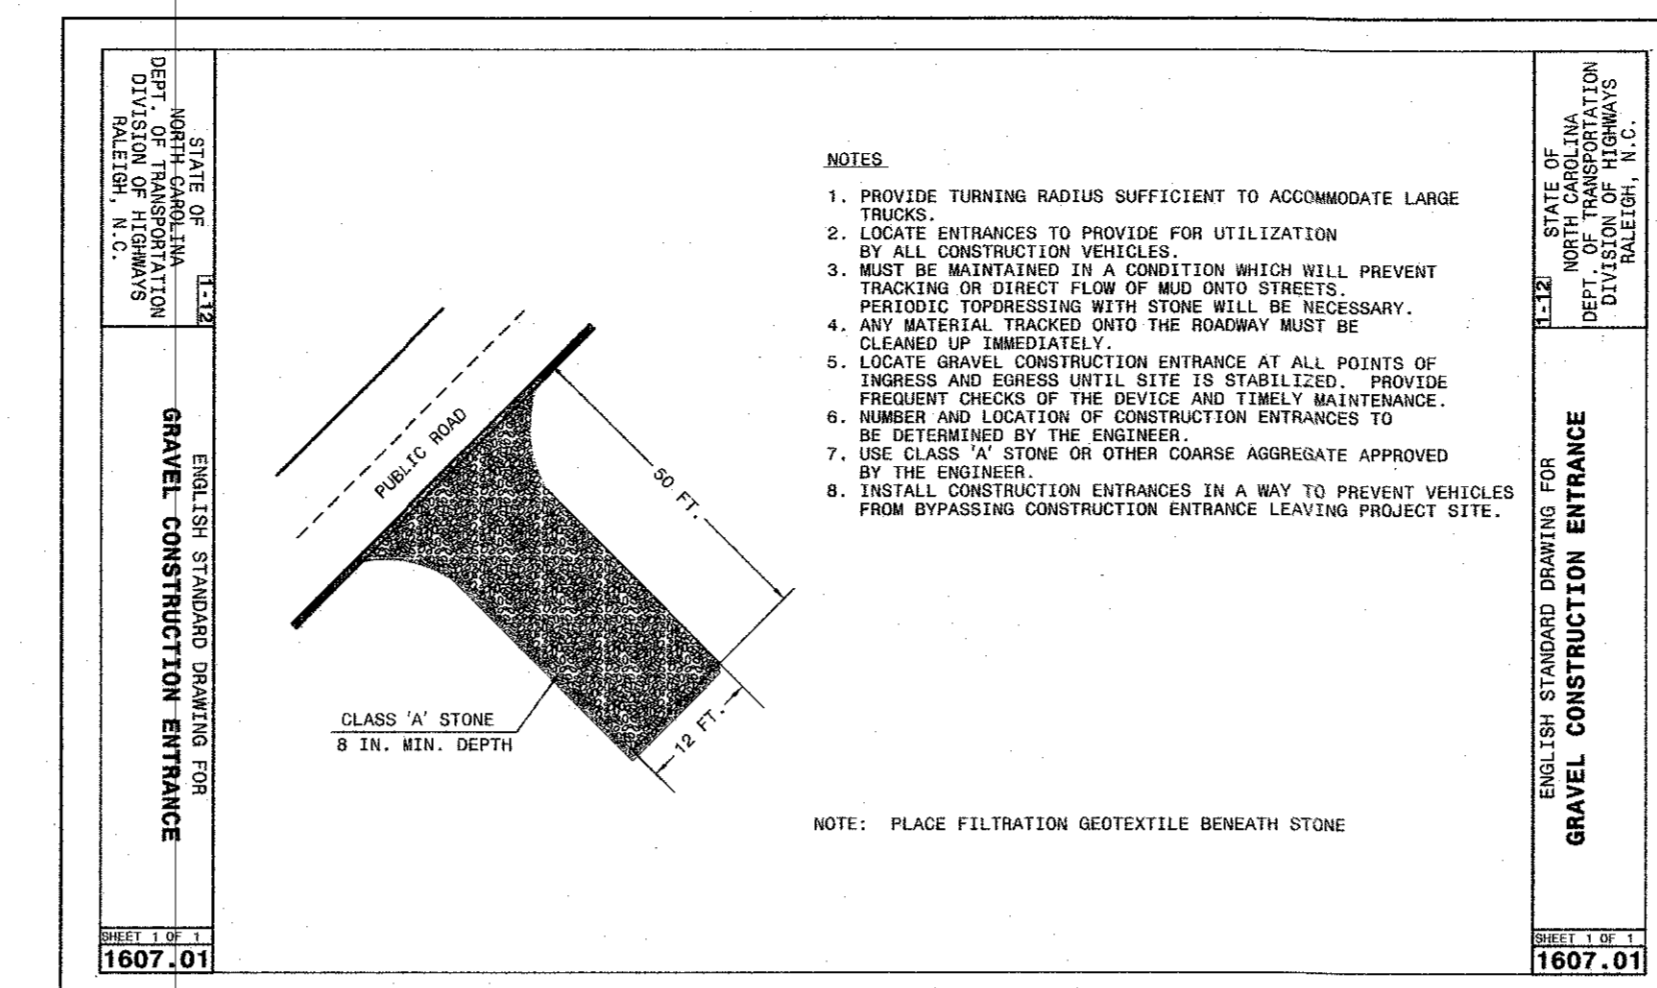 STATE OF
NORTH CAROLINA
DEPT. OF TRANSPORTATION
DIVISION OF HIGHWAYS
RALEIGH, N.C.
1-12
ENGLISH STANDARD DRAWING FOR
GRAVEL CONSTRUCTION ENTRANCE
SHEET 1 OF 1
1607.01
PUBLIC ROAD
50 FT.
12 FT.
CLASS 'A' STONE
8 IN. MIN. DEPTH
NOTES
1. PROVIDE TURNING RADIUS SUFFICIENT TO ACCOMMODATE LARGE
TRUCKS.
2. LOCATE ENTRANCES TO PROVIDE FOR UTILIZATION
BY ALL CONSTRUCTION VEHICLES.
3. MUST BE MAINTAINED IN A CONDITION WHICH WILL PREVENT
TRACKING OR DIRECT FLOW OF MUD ONTO STREETS.
PERIODIC TOPDRESSING WITH STONE WILL BE NECESSARY.
4. ANY MATERIAL TRACKED ONTO THE ROADWAY MUST BE
CLEANED UP IMMEDIATELY.
5. LOCATE GRAVEL CONSTRUCTION ENTRANCE AT ALL POINTS OF
INGRESS AND EGRESS UNTIL SITE IS STABILIZED. PROVIDE
FREQUENT CHECKS OF THE DEVICE AND TIMELY MAINTENANCE.
6. NUMBER AND LOCATION OF CONSTRUCTION ENTRANCES TO
BE DETERMINED BY THE ENGINEER.
7. USE CLASS 'A' STONE OR OTHER COARSE AGGREGATE APPROVED
BY THE ENGINEER.
8. INSTALL CONSTRUCTION ENTRANCES IN A WAY TO PREVENT VEHICLES
FROM BYPASSING CONSTRUCTION ENTRANCE LEAVING PROJECT SITE.
NOTE: PLACE FILTRATION GEOTEXTILE BENEATH STONE
STATE OF
NORTH CAROLINA
DEPT. OF TRANSPORTATION
DIVISION OF HIGHWAYS
RALEIGH, N.C.
1-12
ENGLISH STANDARD DRAWING FOR
GRAVEL CONSTRUCTION ENTRANCE
SHEET 1 OF 1
1607.01